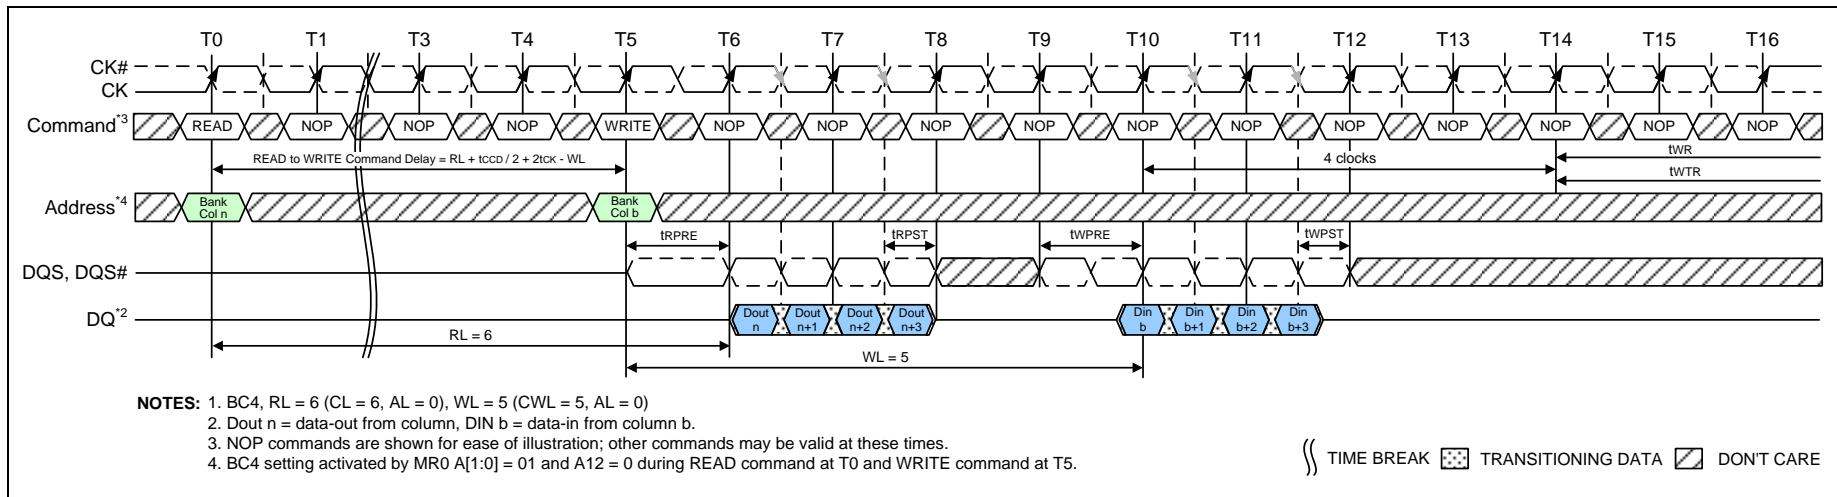 T0 T1 T3 T4 T5 T6 T7 T8 T9 T10 T11 T12 T13 T14 T15 T16
CK#
CK
Command*3 READ NOP NOP NOP WRITE NOP NOP NOP NOP NOP NOP NOP NOP NOP NOP NOP
READ to WRITE Command Delay = RL + tCCD / 2 + 2tCK - WL 4 clocks tWR
tWTR
Address*4 Bank Col n Bank Col b
tRPRE tRPST tWPRE tWPST
DQS, DQS#
DQ*2 Dout n Dout n+1 Dout n+2 Dout n+3 Din b Din b+1 Din b+2 Din b+3
RL = 6
WL = 5
NOTES: 1. BC4, RL = 6 (CL = 6, AL = 0), WL = 5 (CWL = 5, AL = 0)
2. Dout n = data-out from column, DIN b = data-in from column b.
3. NOP commands are shown for ease of illustration; other commands may be valid at these times.
4. BC4 setting activated by MR0 A[1:0] = 01 and A12 = 0 during READ command at T0 and WRITE command at T5.
TIME BREAK TRANSITIONING DATA DON'T CARE